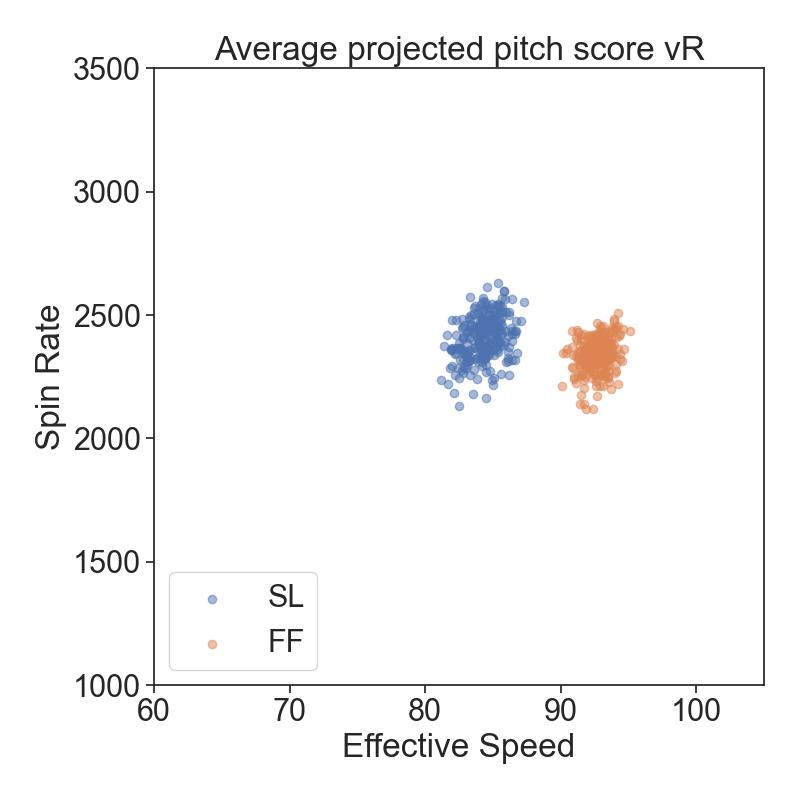 Average projected pitch score vR
3500
3000
2500
2000
1500
1000
Spin Rate
SL
FF
60 70 80 90 100
Effective Speed